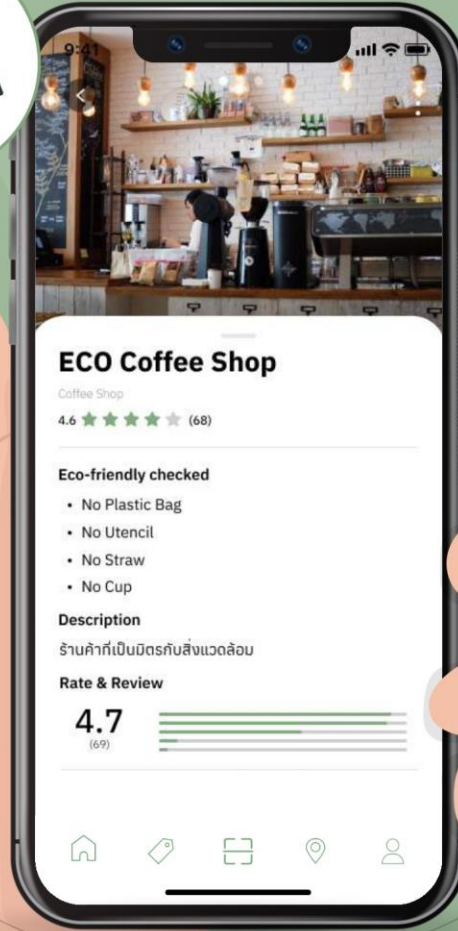 9:41
ECO Coffee Shop
Coffee Shop
4.6 (68)
Eco-friendly checked
• No Plastic Bag
• No Utencil
• No Straw
• No Cup
Description
ร้านค้าที่เป็นมิตรกับสิ่งแวดล้อม
Rate & Review
4.7
(69)